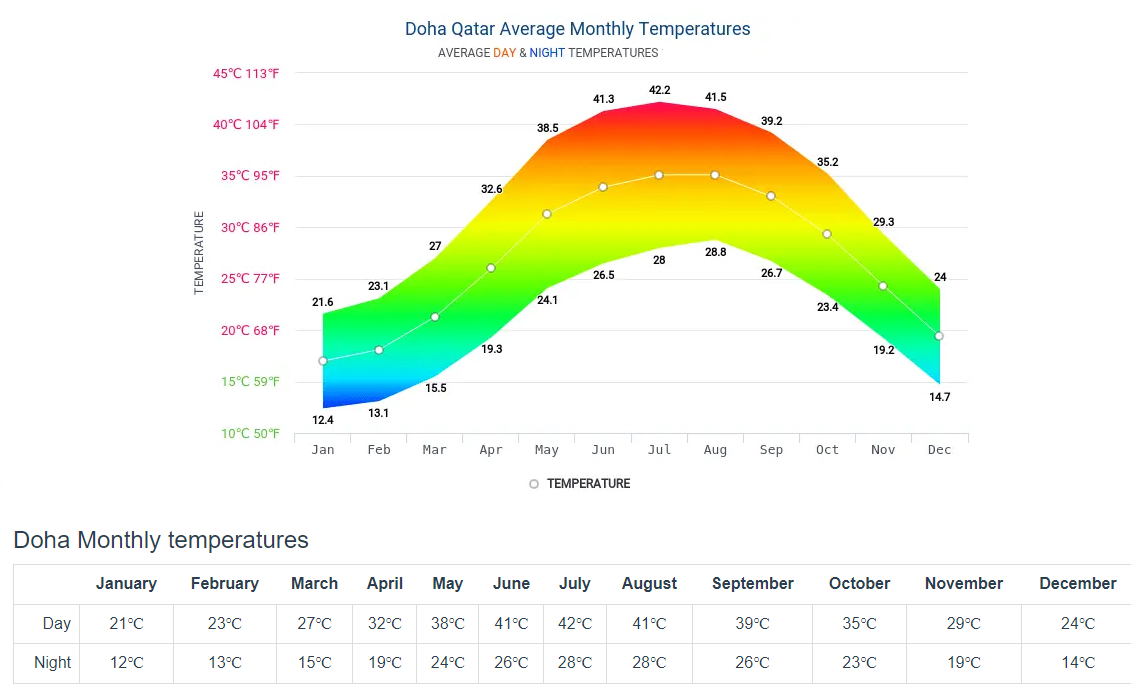 Doha Qatar Average Monthly Temperatures
AVERAGE DAY & NIGHT TEMPERATURES
45℃ 113℉
40℃ 104℉
35℃ 95℉
30℃ 86℉
25℃ 77℉
20℃ 68℉
15℃ 59℉
10℃ 50℉
TEMPERATURE
21.6 23.1 27 32.6 38.5 41.3 42.2 41.5 39.2 35.2 29.3 24
12.4 13.1 15.5 19.3 24.1 26.5 28 28.8 26.7 23.4 19.2 14.7
Jan Feb Mar Apr May Jun Jul Aug Sep Oct Nov Dec
TEMPERATURE
Doha Monthly temperatures
January February March April May June July August September October November December
Day 21℃ 23℃ 27℃ 32℃ 38℃ 41℃ 42℃ 41℃ 39℃ 35℃ 29℃ 24℃
Night 12℃ 13℃ 15℃ 19℃ 24℃ 26℃ 28℃ 28℃ 26℃ 23℃ 19℃ 14℃